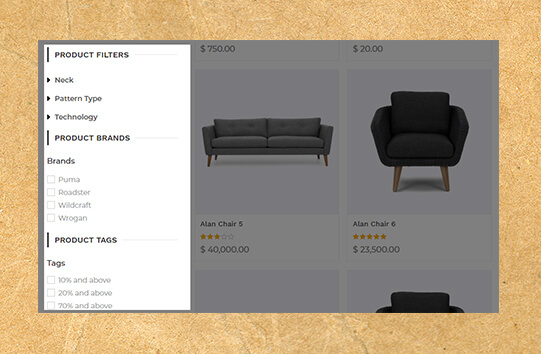 PRODUCT FILTERS
Neck
Pattern Type
Technology
PRODUCT BRANDS
Brands
Puma
Roadster
Wildcraft
Wrogan
PRODUCT TAGS
Tags
10% and above
20% and above
70% and above
$ 750.00
$ 20.00
Alan Chair 5
$ 40,000.00
Alan Chair 6
$ 23,500.00